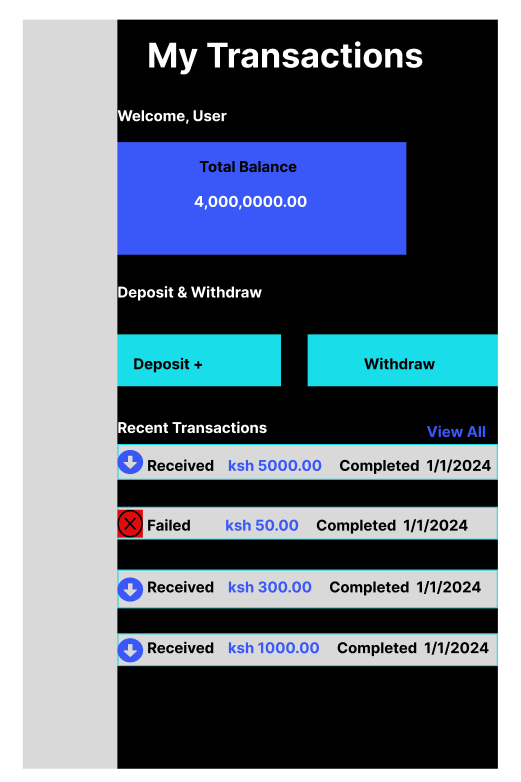 My Transactions
Welcome, User
Total Balance
4,000,0000.00
Deposit & Withdraw
Deposit +
Withdraw
Recent Transactions
View All
Received ksh 5000.00 Completed 1/1/2024
Failed ksh 50.00 Completed 1/1/2024
Received ksh 300.00 Completed 1/1/2024
Received ksh 1000.00 Completed 1/1/2024